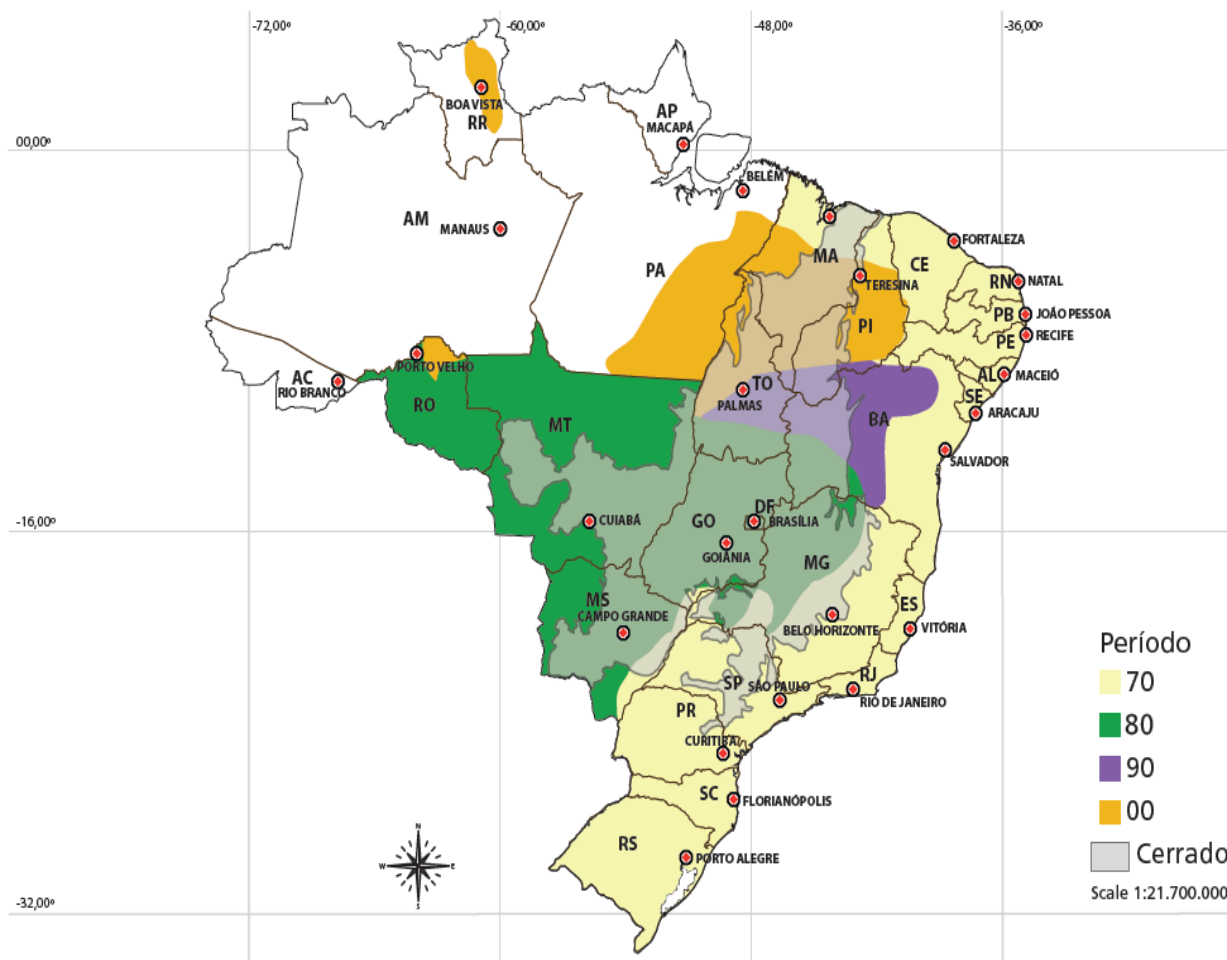 -72,00º
-60,00º
-48,00º
-36,00º
BOA VISTA
RR
AP
MACAPÁ
00,00º
BELÉM
AM
MANAUS
FORTALEZA
MA
PA
CE
TERESINA
RN
NATAL
PI
PB
JOÃO PESSOA
PE
RECIFE
PORTO VELHO
AC
RIO BRANCO
TO
PALMAS
AL
MACEIÓ
SE
ARACAJU
RO
MT
BA
SALVADOR
-16,00º
CUIABÁ
GO
DF
BRASÍLIA
GOIÂNIA
MG
MS
CAMPO GRANDE
BELO HORIZONTE
ES
VITÓRIA
SP
SÃO PAULO
RJ
RIO DE JANEIRO
PR
CURITIBA
SC
FLORIANÓPOLIS
RS
PORTO ALEGRE
N
W
E
S
-32,00º
Período
70
80
90
00
Cerrado
Scale 1:21.700.000